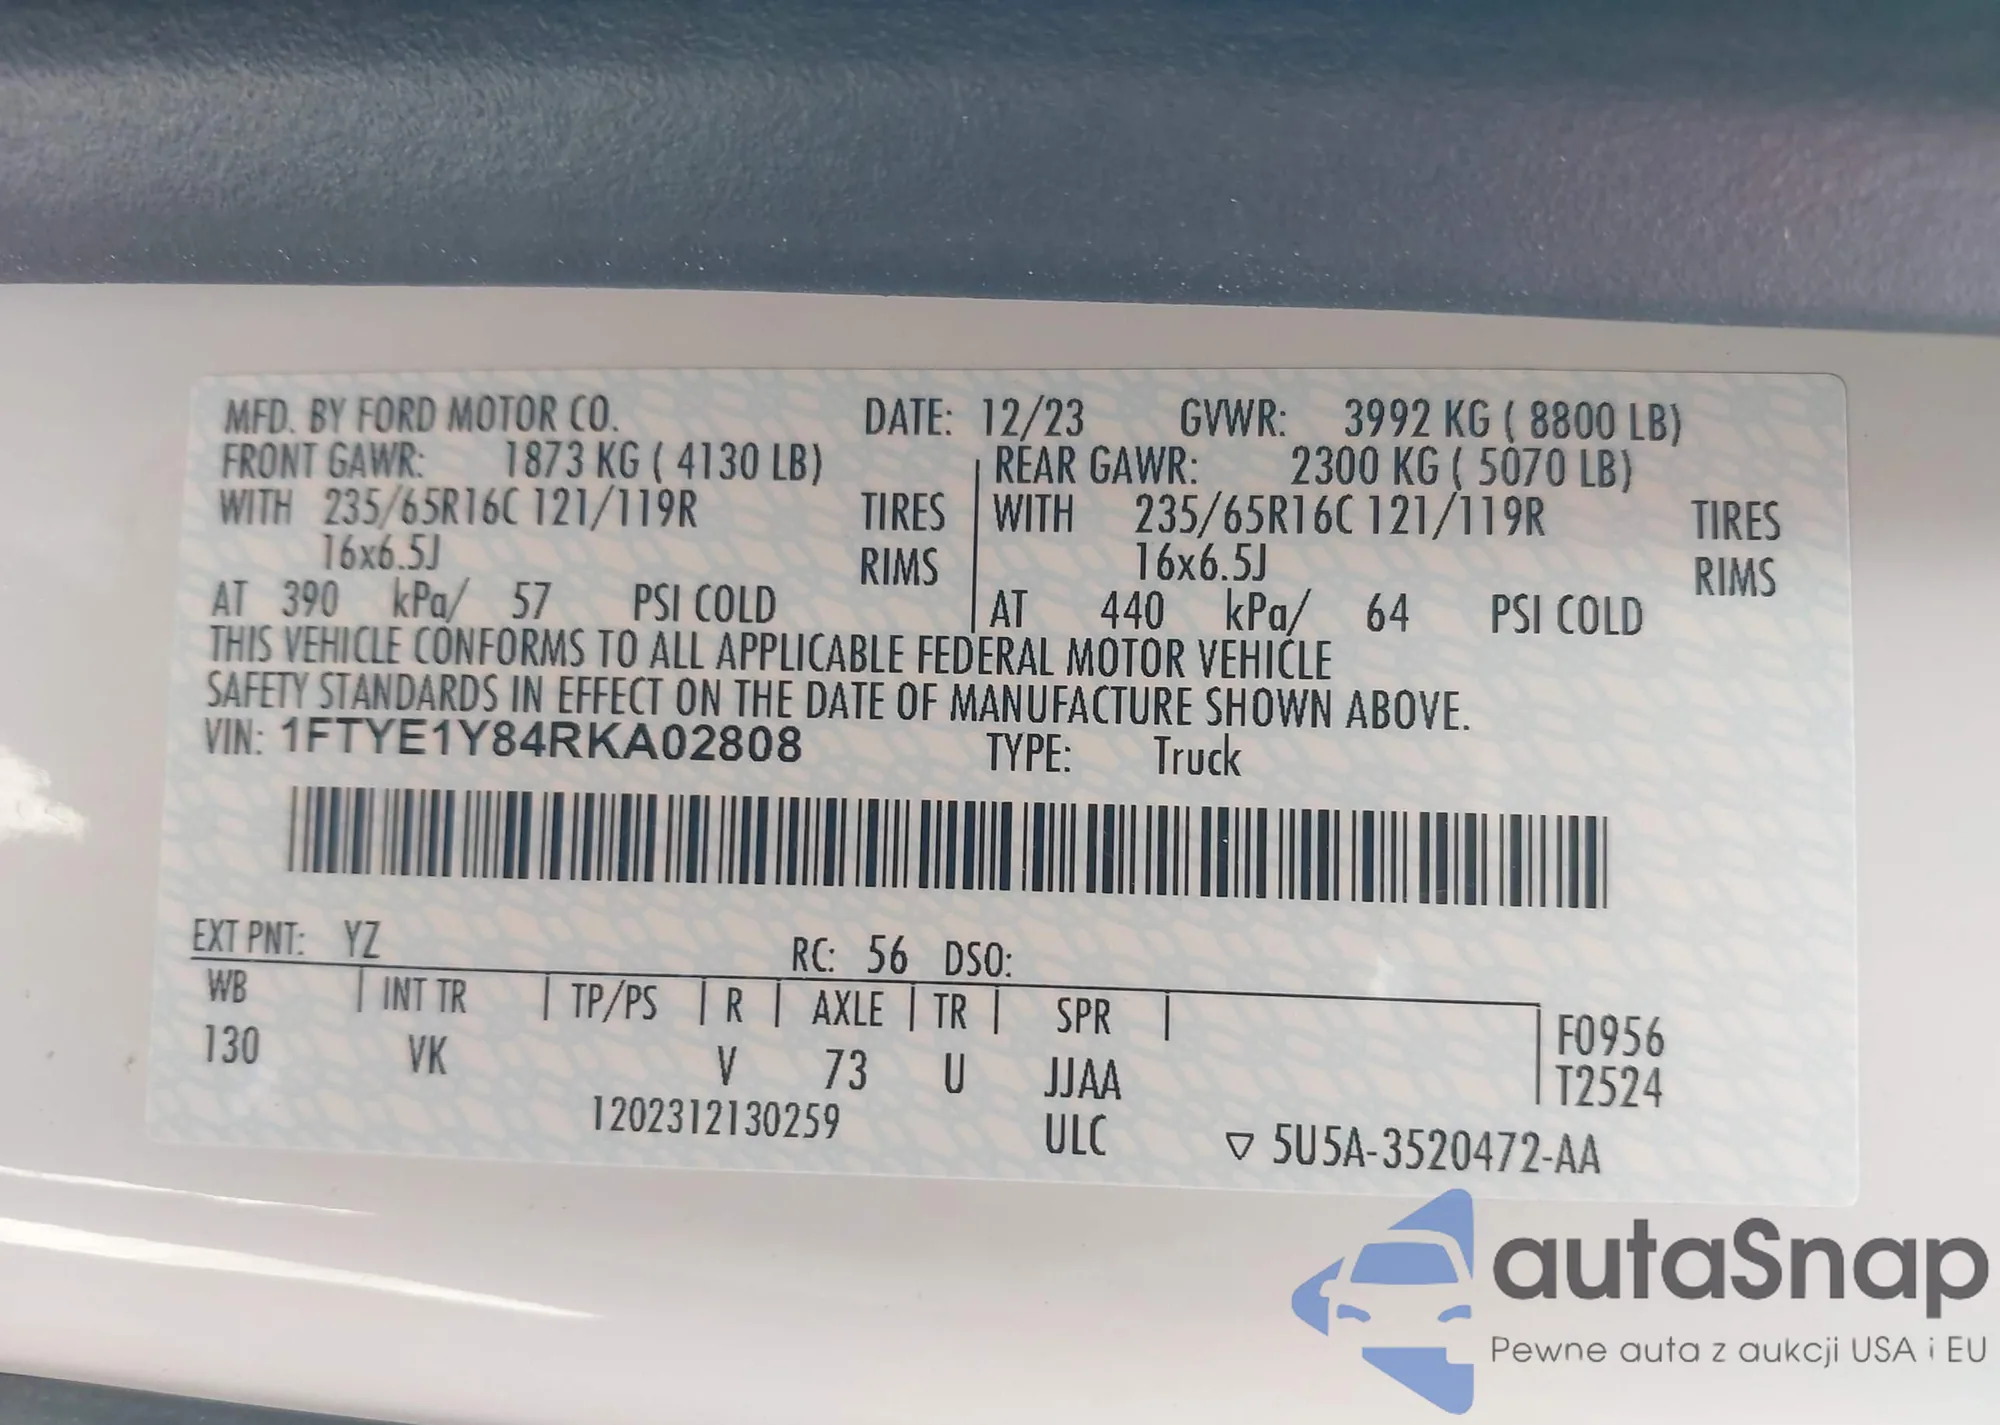 MFD. BY FORD MOTOR CO. DATE: 12/23 GVWR: 3992 KG ( 8800 LB)
FRONT GAWR: 1873 KG ( 4130 LB) REAR GAWR: 2300 KG ( 5070 LB)
WITH 235/65R16C 121/119R TIRES WITH 235/65R16C 121/119R TIRES
16x6.5J RIMS 16x6.5J RIMS
AT 390 kPa/ 57 PSI COLD AT 440 kPa/ 64 PSI COLD
THIS VEHICLE CONFORMS TO ALL APPLICABLE FEDERAL MOTOR VEHICLE
SAFETY STANDARDS IN EFFECT ON THE DATE OF MANUFACTURE SHOWN ABOVE.
VIN: 1FTYE1Y84RKA02808 TYPE: Truck
EXT PNT: YZ RC: 56 DSO:
WB | INT TR | TP/PS | R | AXLE | TR | SPR |
130 VK V 73 U JJAA
F0956
T2524
1202312130259 ULC ▽ 5U5A-3520472-AA
autaSnap
Pewne auta z aukcji USA i EU